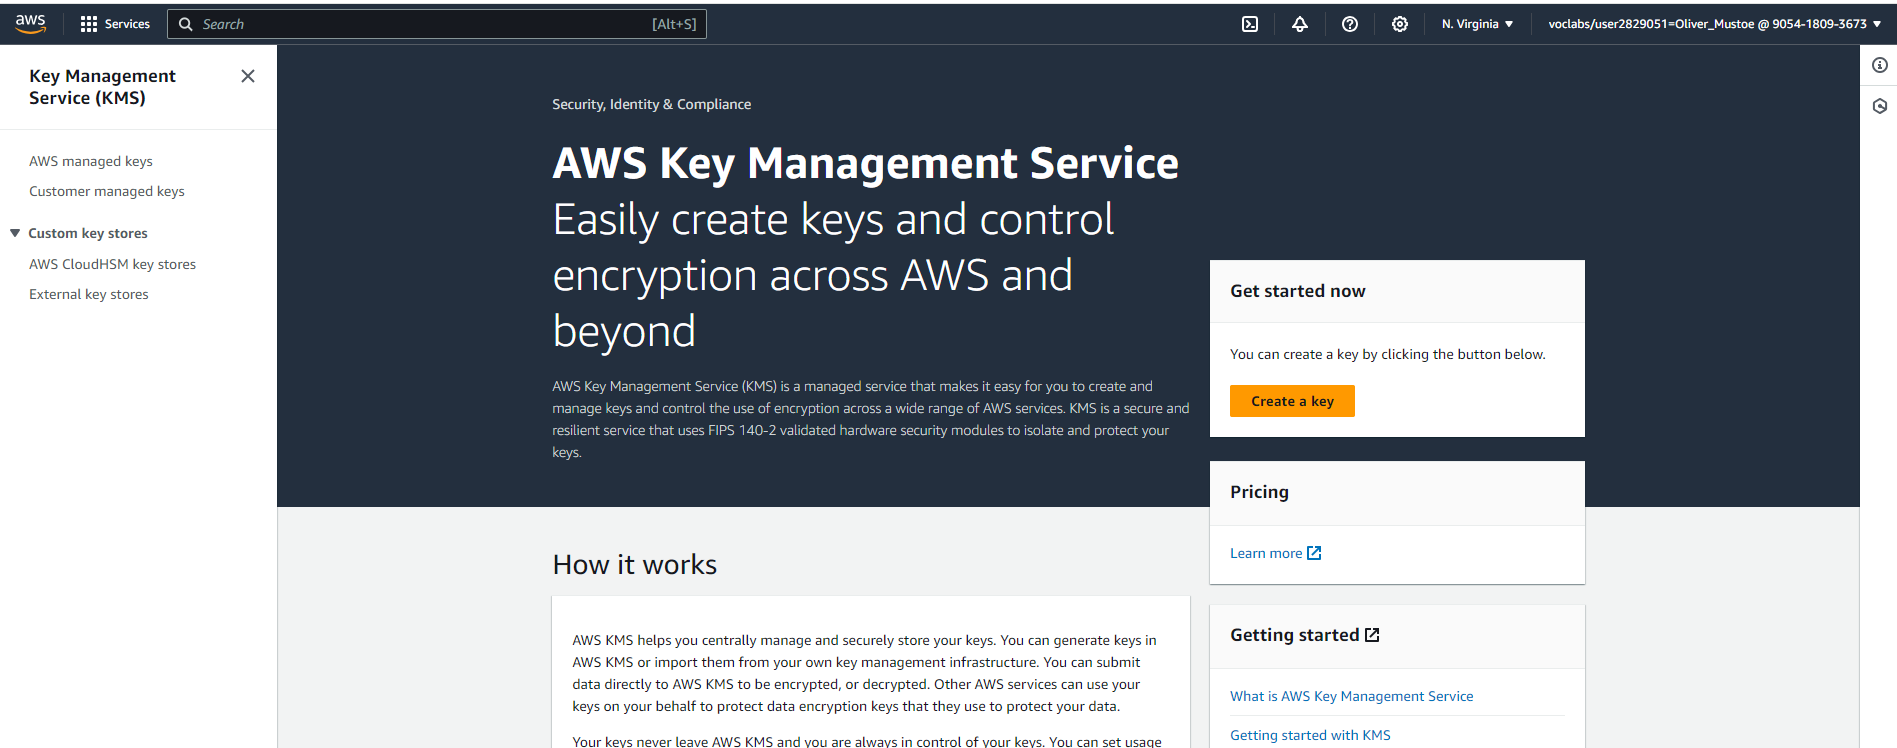 aws
Services
Search
[Alt+S]
N. Virginia
voclabs/user2829051=Oliver_Mustoe @ 9054-1809-3673
Key Management
Service (KMS)
AWS managed keys
Customer managed keys
Custom key stores
AWS CloudHSM key stores
External key stores
Security, Identity & Compliance
AWS Key Management Service
Easily create keys and control
encryption across AWS and
beyond
AWS Key Management Service (KMS) is a managed service that makes it easy for you to create and
manage keys and control the use of encryption across a wide range of AWS services. KMS is a secure and
resilient service that uses FIPS 140-2 validated hardware security modules to isolate and protect your
keys.
Get started now
You can create a key by clicking the button below.
Create a key
Pricing
Learn more
How it works
AWS KMS helps you centrally manage and securely store your keys. You can generate keys in
AWS KMS or import them from your own key management infrastructure. You can submit
data directly to AWS KMS to be encrypted, or decrypted. Other AWS services can use your
keys on your behalf to protect data encryption keys that they use to protect your data.
Your keys never leave AWS KMS and you are always in control of your keys. You can set usage
Getting started
What is AWS Key Management Service
Getting started with KMS